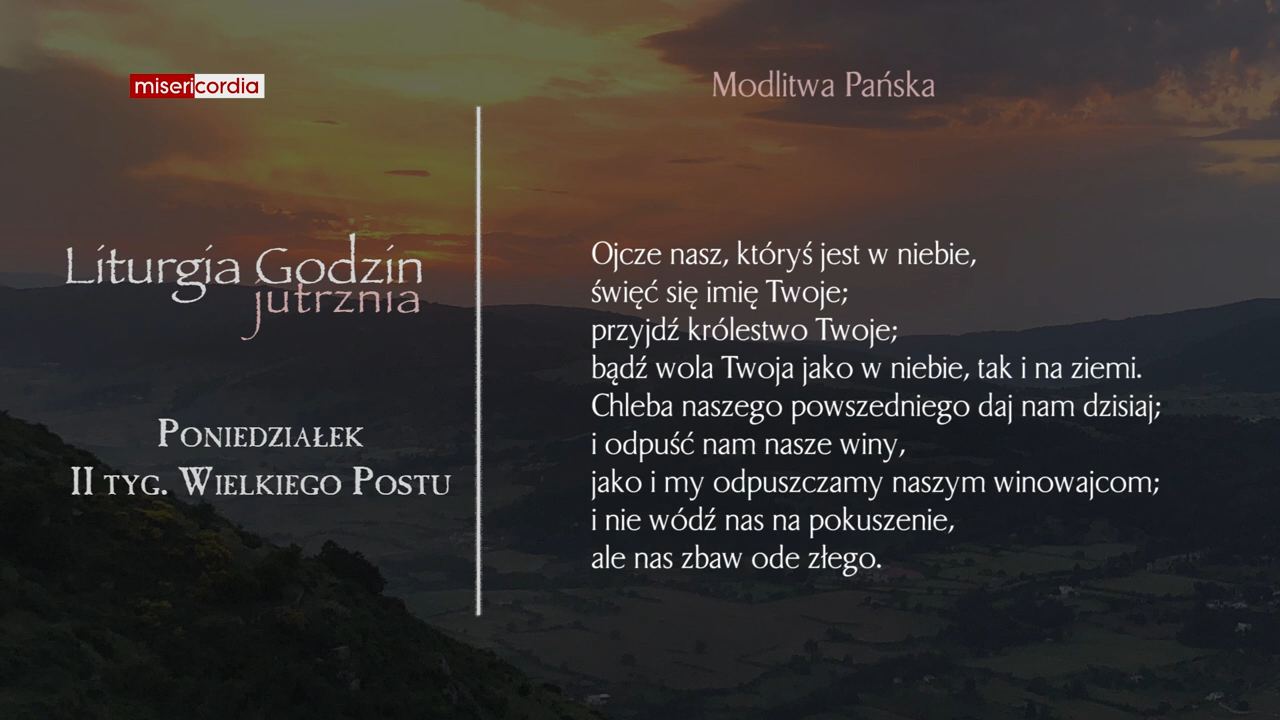 misericordia
Liturgia Godzin
jutrznia
Poniedziałek
II tyg. Wielkiego Postu
Modlitwa Pańska
Ojcze nasz, któryś jest w niebie,
święć się imię Twoje;
przyjdź królestwo Twoje;
bądź wola Twoja jako w niebie, tak i na ziemi.
Chleba naszego powszedniego daj nam dzisiaj;
i odpuść nam nasze winy,
jako i my odpuszczamy naszym winowajcom;
i nie wódź nas na pokuszenie,
ale nas zbaw ode złego.